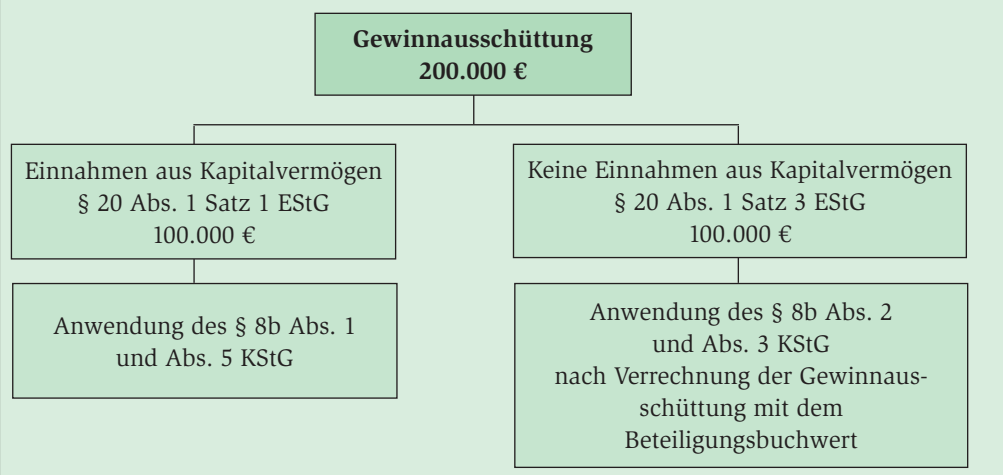 Gewinnausschüttung
200.000 €
Einnahmen aus Kapitalvermögen
§ 20 Abs. 1 Satz 1 EStG
100.000 €
Keine Einnahmen aus Kapitalvermögen
§ 20 Abs. 1 Satz 3 EStG
100.000 €
Anwendung des § 8b Abs. 1
und Abs. 5 KStG
Anwendung des § 8b Abs. 2
und Abs. 3 KStG
nach Verrechnung der Gewinnaus-
schüttung mit dem
Beteiligungsbuchwert